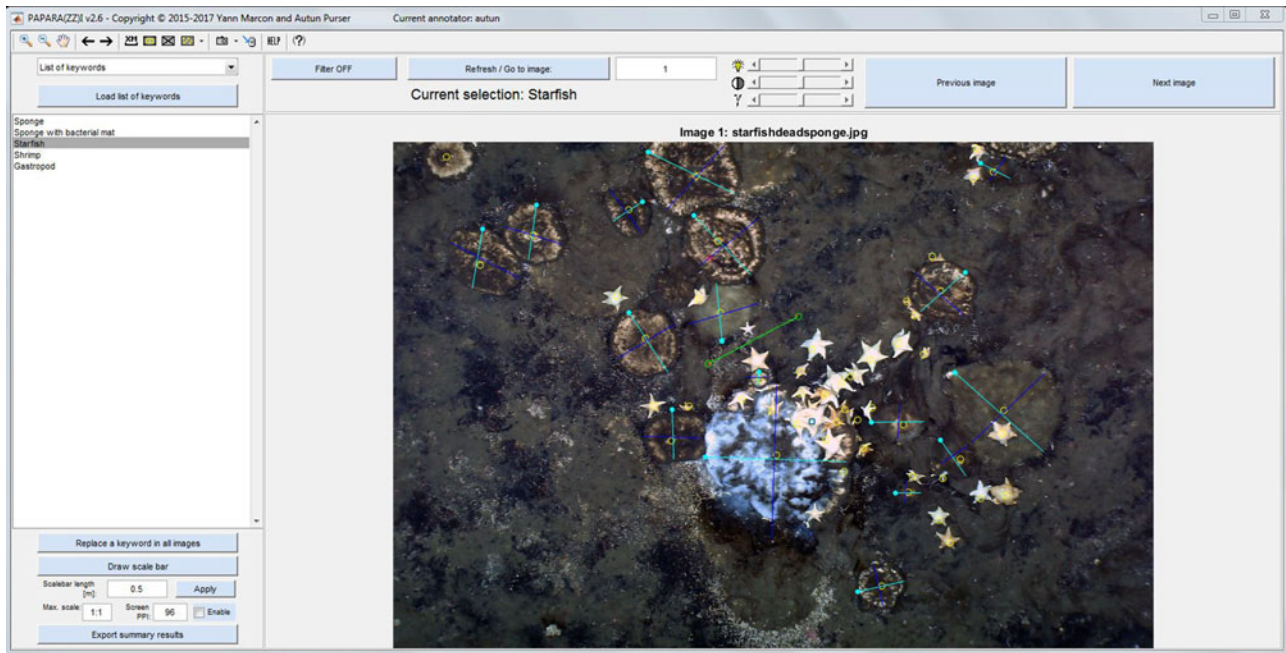 PAPARA(ZZ)I v2.6 - Copyright © 2015-2017 Yann Marcon and Autun Purser Current annotator: autun
XML HELP (?)
List of keywords
Load list of keywords
Filter OFF
Refresh / Go to image:
1
Previous image
Next image
Current selection: Starfish
Sponge
Sponge with bacterial mat
Starfish
Shrimp
Gastropod
Image 1: starfishdeadsponge.jpg
Replace a keyword in all images
Draw scale bar
Scalebar length
[m]:
0.5
Apply
Max. scale:
1:1
Screen
PPI:
96
Enable
Export summary results